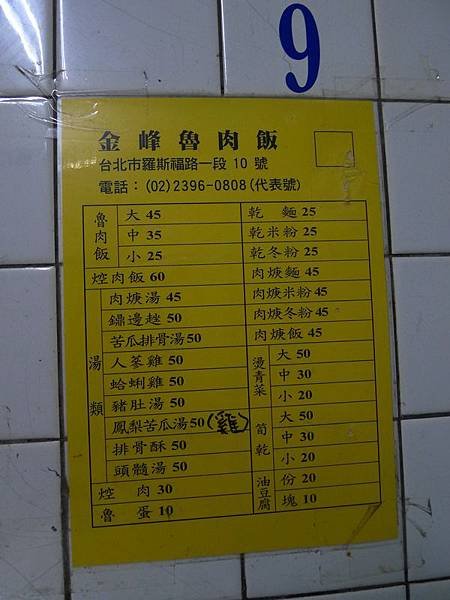 9
金峰魯肉飯
台北市羅斯福路一段 10 號
電話：(02)2396-0808(代表號)
魯肉飯
大 45
中 35
小 25
焢肉飯 60
湯類
肉焿湯 45
鼎邊趖 50
苦瓜排骨湯 50
人蔘雞 50
蛤蜊雞 50
豬肚湯 50
鳳梨苦瓜湯 50 (雞)
排骨酥 50
頭髓湯 50
焢肉 30
魯蛋 10
乾麵 25
乾米粉 25
乾冬粉 25
肉焿麵 45
肉焿米粉 45
肉焿冬粉 45
肉焿飯 45
燙青菜
大 50
中 30
小 20
筍乾
大 50
中 30
小 20
油豆腐
份 20
塊 10